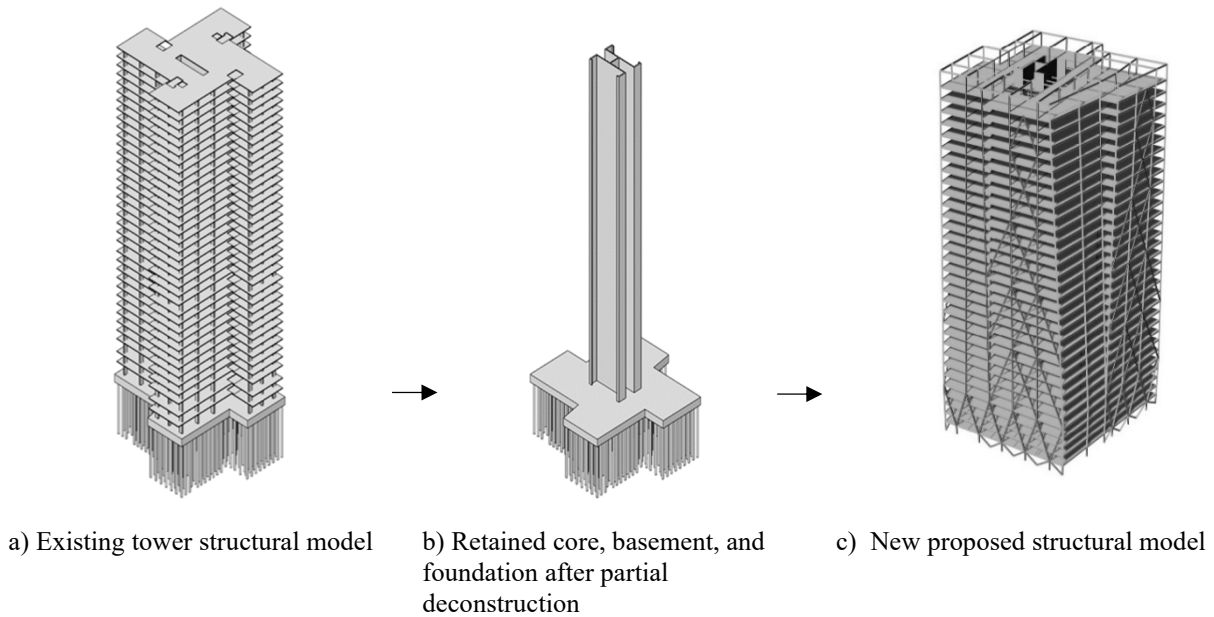 a) Existing tower structural model
b) Retained core, basement, and
foundation after partial
deconstruction
c) New proposed structural model